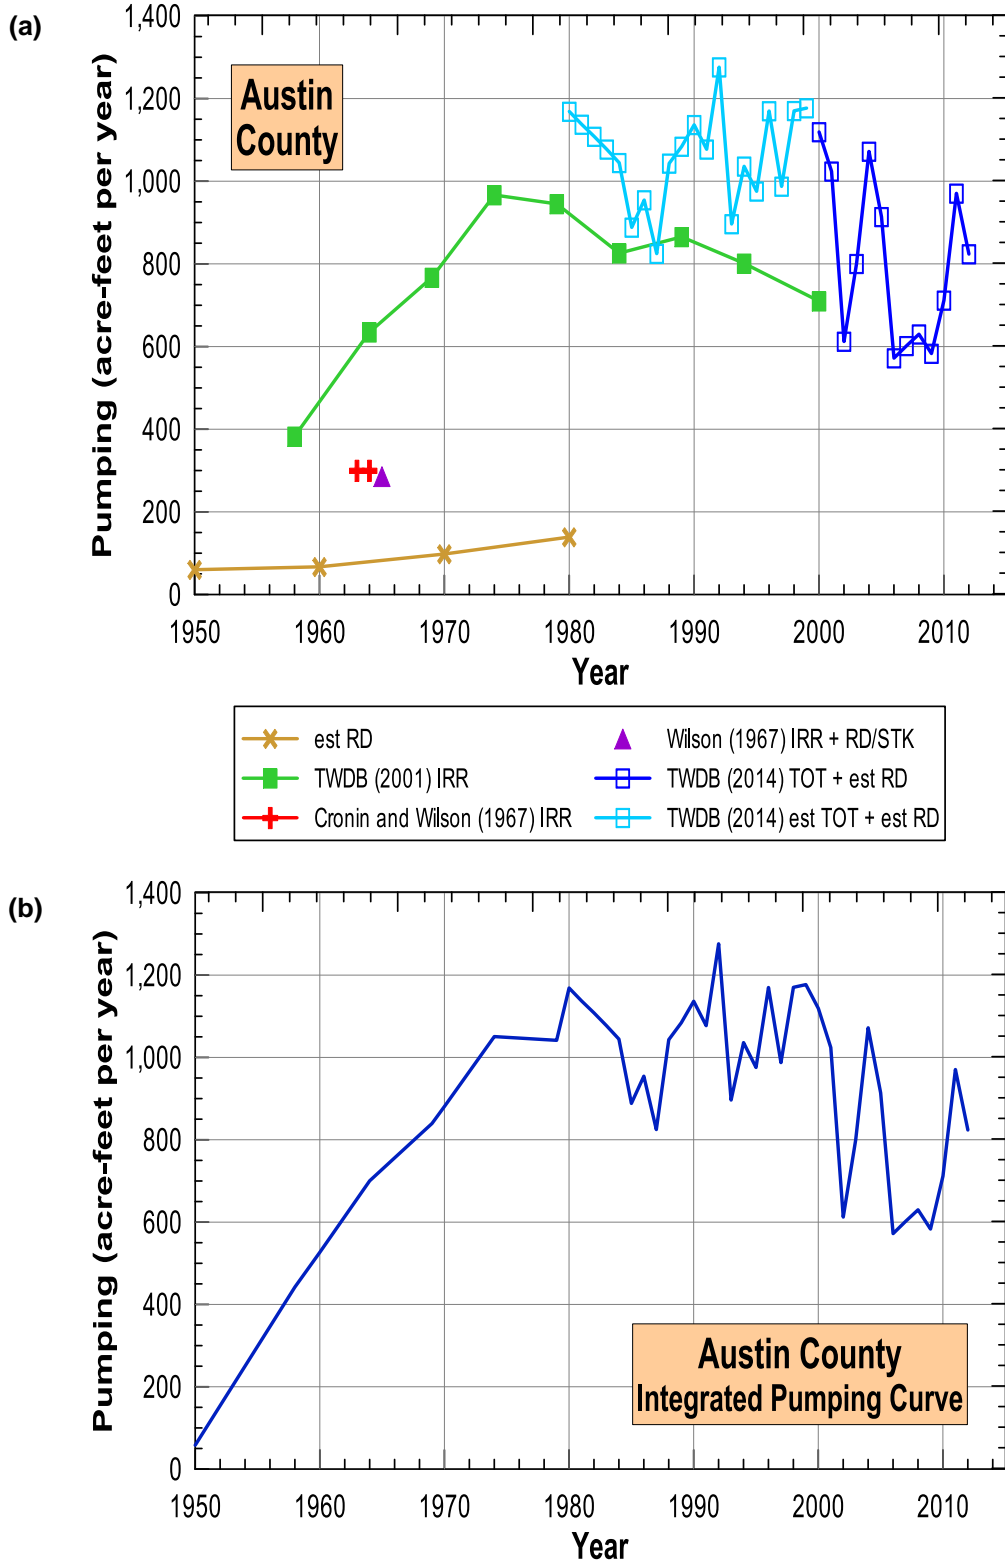 (a)
Austin
County
1,400
1,200
1,000
800
600
400
200
0
Pumping (acre-feet per year)
1950 1960 1970 1980 1990 2000 2010
Year
est RD
TWDB (2001) IRR
Cronin and Wilson (1967) IRR
Wilson (1967) IRR + RD/STK
TWDB (2014) TOT + est RD
TWDB (2014) est TOT + est RD
(b)
1,400
1,200
1,000
800
600
400
200
0
Pumping (acre-feet per year)
Austin County
Integrated Pumping Curve
1950 1960 1970 1980 1990 2000 2010
Year